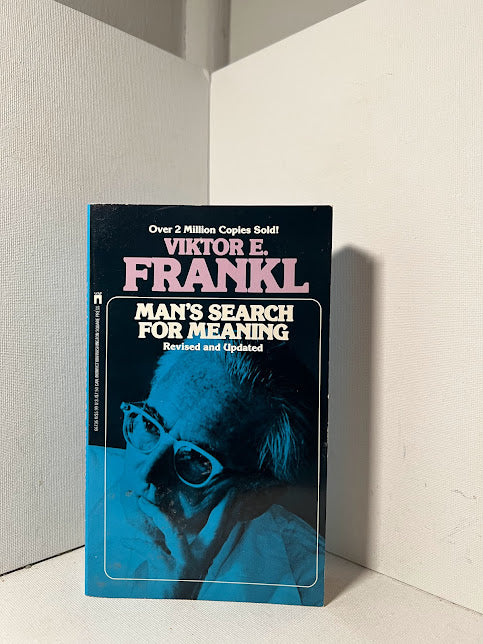 Over 2 Million Copies Sold!
VIKTOR E.
FRANKL
MAN'S SEARCH
FOR MEANING
Revised and Updated